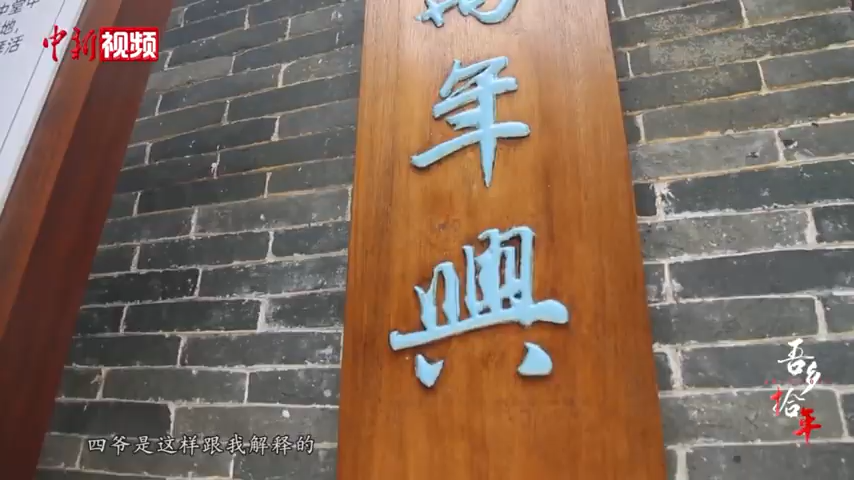 中新视频
年
興
吾乡
拾年
四爷是这样跟我解释的